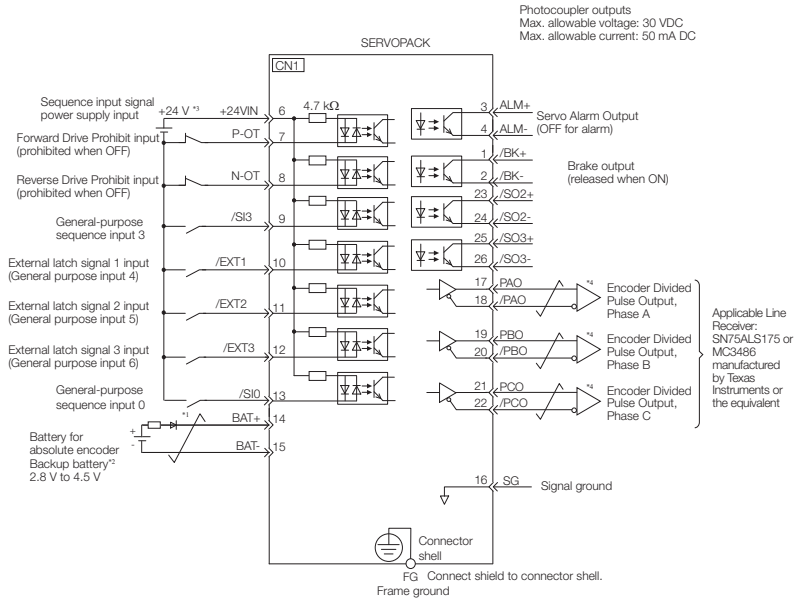 Photocoupler outputs
Max. allowable voltage: 30 VDC
Max. allowable current: 50 mA DC
SERVOPACK
CN1
Sequence input signal
power supply input
+24 V *3
+24VIN
6
4.7 kΩ
Forward Drive Prohibit input
(prohibited when OFF)
P-OT
7
Reverse Drive Prohibit input
(prohibited when OFF)
N-OT
8
General-purpose
sequence input 3
/SI3
9
External latch signal 1 input
(General purpose input 4)
/EXT1
10
External latch signal 2 input
(General purpose input 5)
/EXT2
11
External latch signal 3 input
(General purpose input 6)
/EXT3
12
General-purpose
sequence input 0
/SI0
13
*1
BAT+
14
+
-
BAT-
15
Battery for
absolute encoder
Backup battery*2
2.8 V to 4.5 V
3 ALM+
4 ALM-
Servo Alarm Output
(OFF for alarm)
1 /BK+
2 /BK-
Brake output
(released when ON)
23 /SO2+
24 /SO2-
25 /SO3+
26 /SO3-
17 PAO
18 /PAO
*4
Encoder Divided
Pulse Output,
Phase A
19 PBO
20 /PBO
*4
Encoder Divided
Pulse Output,
Phase B
21 PCO
22 /PCO
*4
Encoder Divided
Pulse Output,
Phase C
Applicable Line
Receiver:
SN75ALS175 or
MC3486
manufactured
by Texas
Instruments or
the equivalent
16 SG
Signal ground
Connector
shell
FG
Connect shield to connector shell.
Frame ground